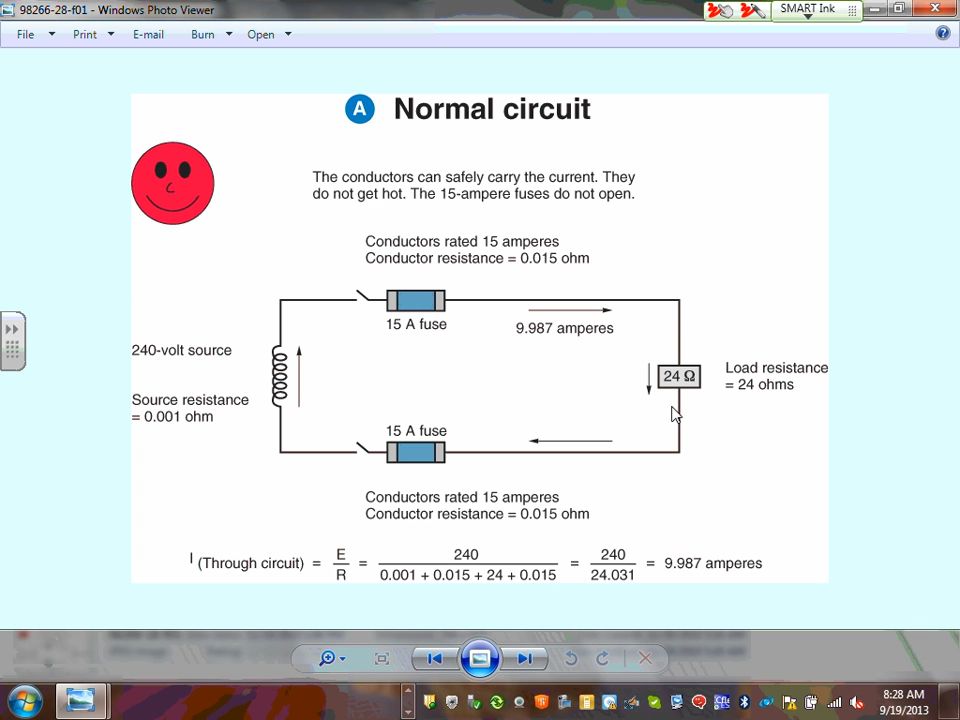 98266-28-f01 - Windows Photo Viewer
SMART Ink
File Print E-mail Burn Open
A Normal circuit
The conductors can safely carry the current. They
do not get hot. The 15-ampere fuses do not open.
Conductors rated 15 amperes
Conductor resistance = 0.015 ohm
15 A fuse
9.987 amperes
240-volt source
Source resistance
= 0.001 ohm
24 Ω
Load resistance
= 24 ohms
15 A fuse
Conductors rated 15 amperes
Conductor resistance = 0.015 ohm
I (Through circuit) = E/R = 240/(0.001 + 0.015 + 24 + 0.015) = 240/24.031 = 9.987 amperes
8:28 AM
9/19/2013